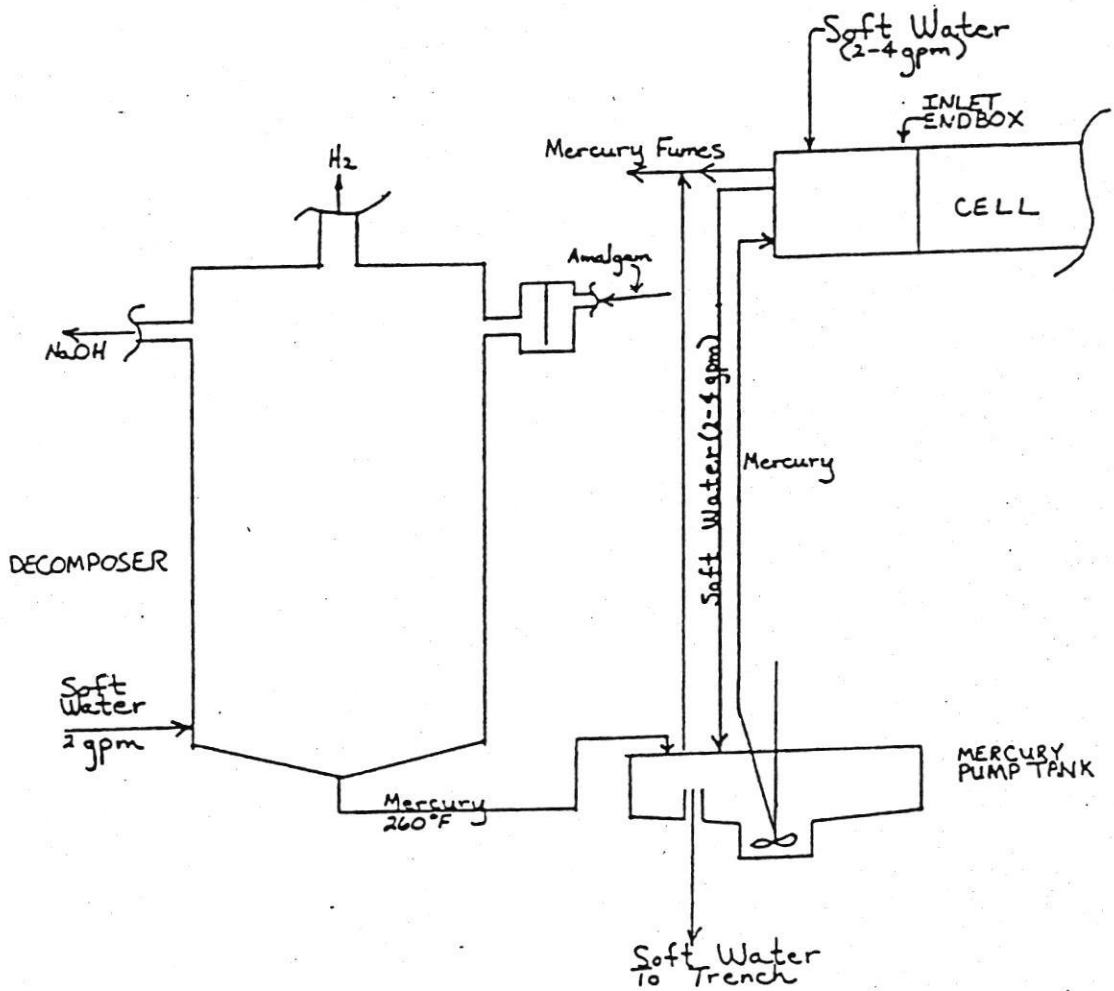 Soft Water
(2-4 gpm)
INLET
ENDBOX
Mercury Fumes
H2
CELL
Amalgam
NaOH
Soft Water (2-4 gpm)
Mercury
DECOMPOSER
Soft
Water
2 gpm
MERCURY
PUMP TANK
Mercury
260°F
Soft Water
To Trench